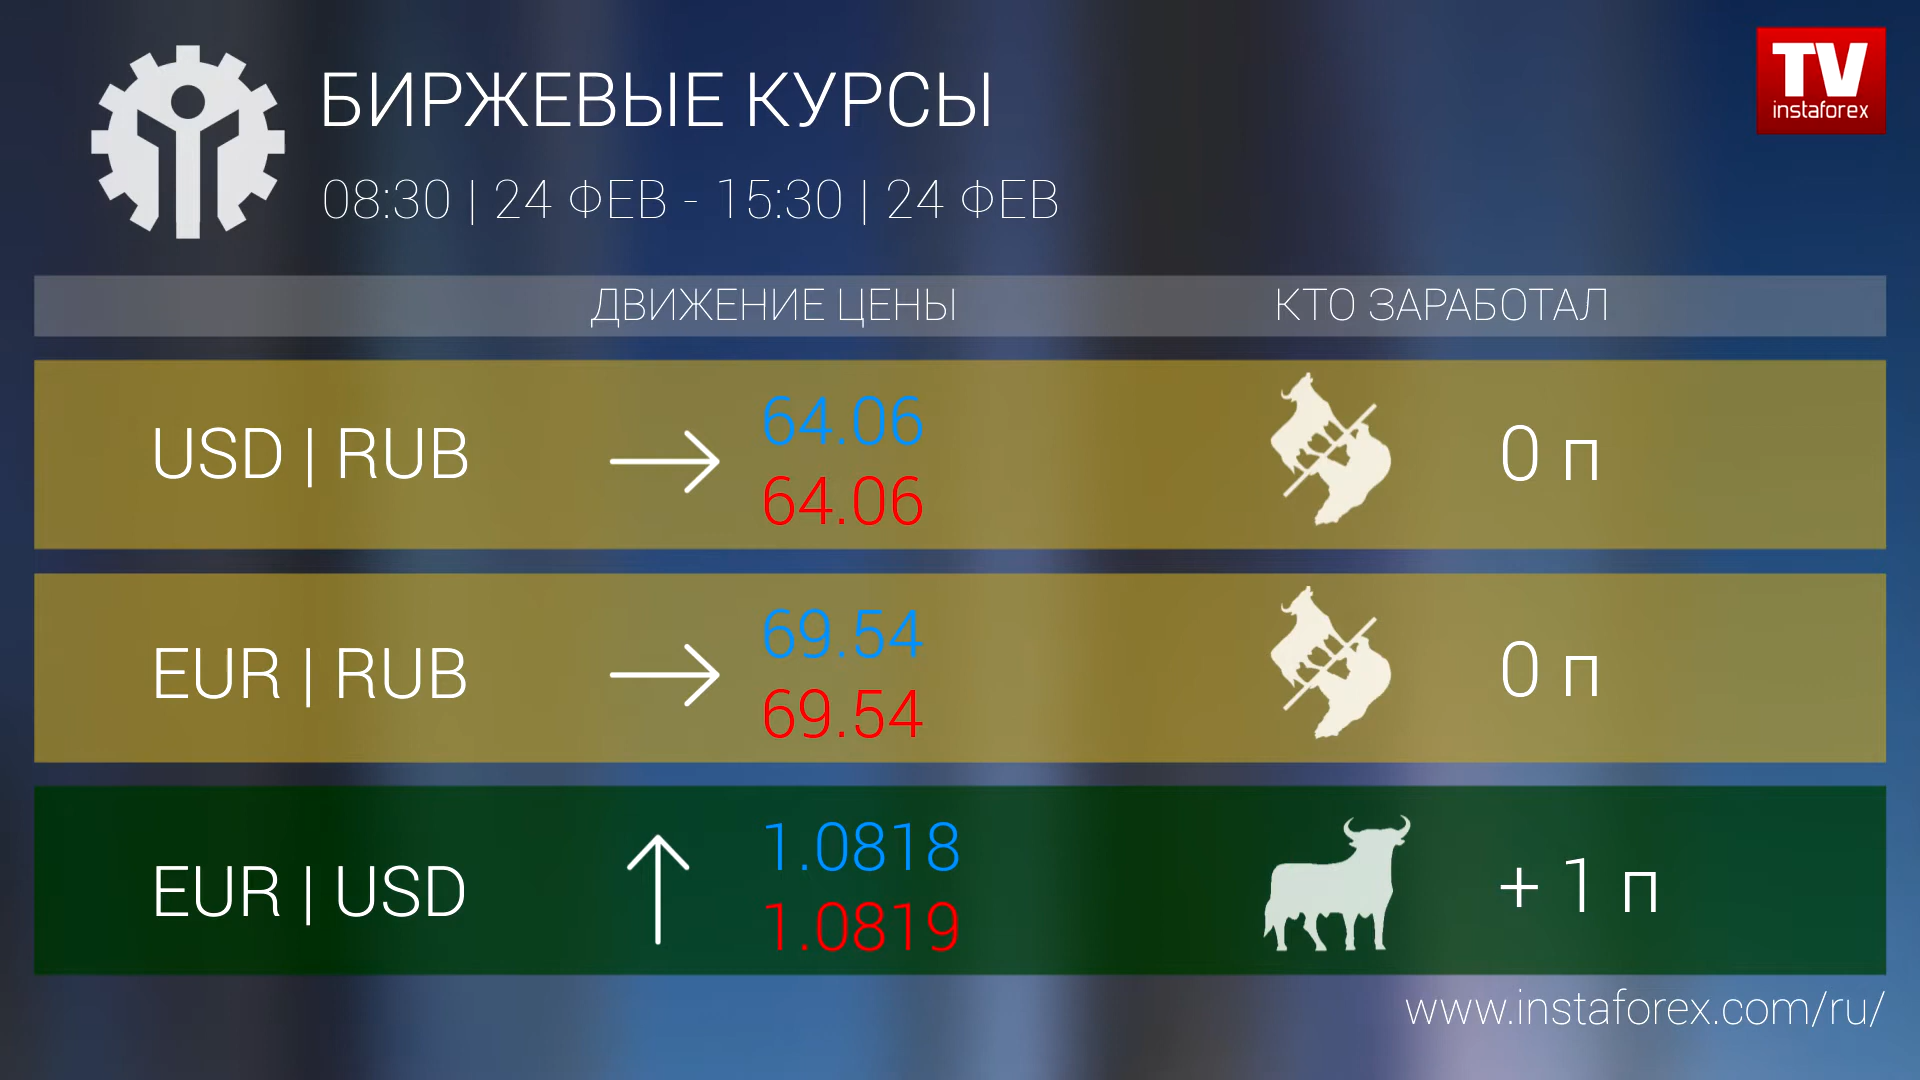 БИРЖЕВЫЕ КУРСЫ
TV
instaforex
08:30 | 24 ФЕВ - 15:30 | 24 ФЕВ
ДВИЖЕНИЕ ЦЕНЫ КТО ЗАРАБОТАЛ
USD | RUB
64.06
64.06
0 п
EUR | RUB
69.54
69.54
0 п
EUR | USD
1.0818
1.0819
+ 1 п
www.instaforex.com/ru/